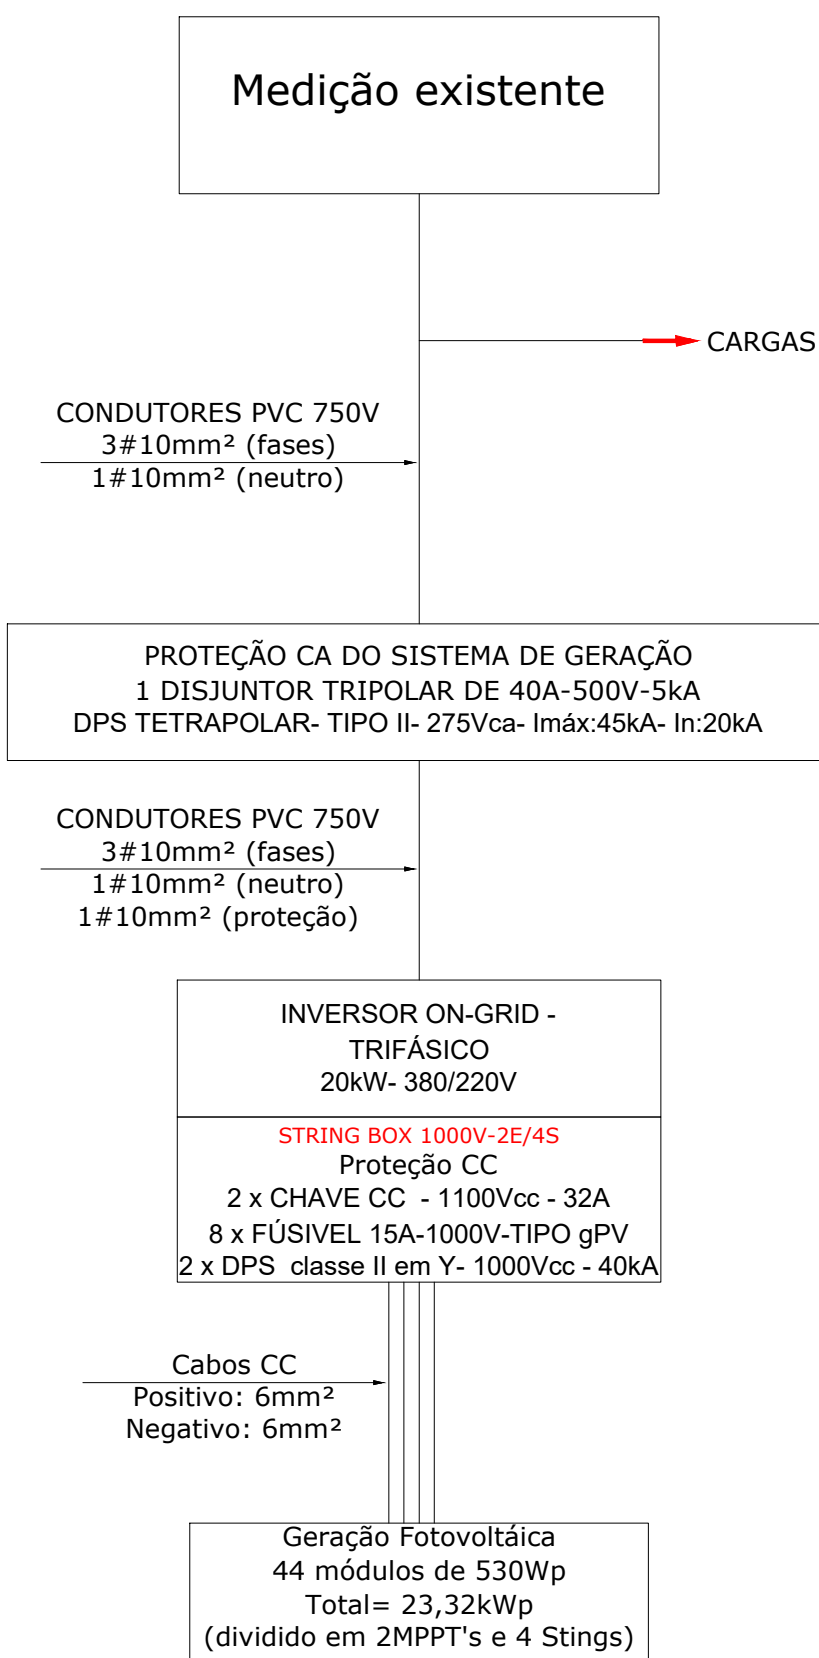 Medição existente
CARGAS
CONDUTORES PVC 750V
3#10mm² (fases)
1#10mm² (neutro)
PROTEÇÃO CA DO SISTEMA DE GERAÇÃO
1 DISJUNTOR TRIPOLAR DE 40A-500V-5kA
DPS TETRAPOLAR- TIPO II- 275Vca- Imáx:45kA- In:20kA
CONDUTORES PVC 750V
3#10mm² (fases)
1#10mm² (neutro)
1#10mm² (proteção)
INVERSOR ON-GRID -
TRIFÁSICO
20kW- 380/220V
STRING BOX 1000V-2E/4S
Proteção CC
2 x CHAVE CC - 1100Vcc - 32A
8 x FÚSIVEL 15A-1000V-TIPO gPV
2 x DPS classe II em Y- 1000Vcc - 40kA
Cabos CC
Positivo: 6mm²
Negativo: 6mm²
Geração Fotovoltáica
44 módulos de 530Wp
Total= 23,32kWp
(dividido em 2MPPT's e 4 Stings)